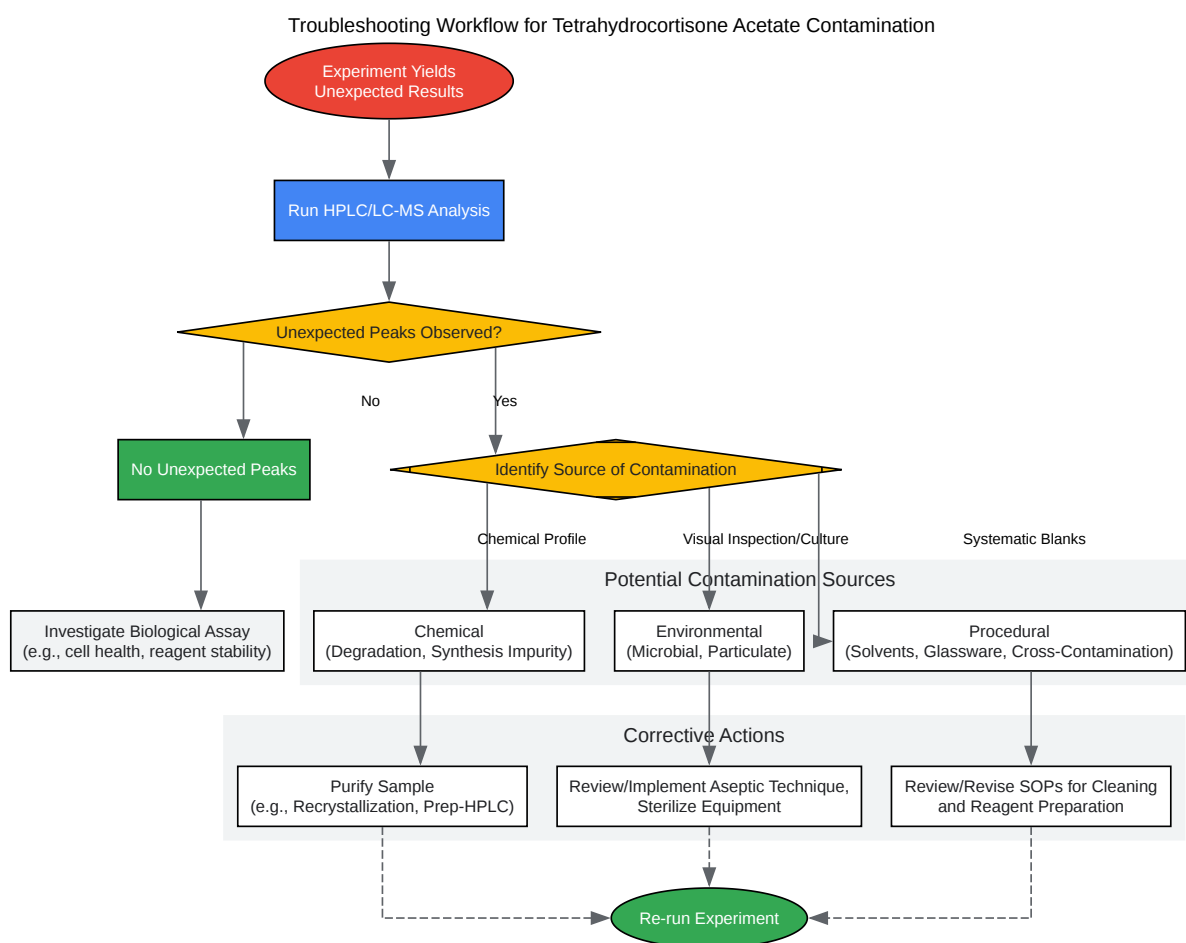 Troubleshooting Workflow for Tetrahydrocortisone Acetate Contamination
Experiment Yields
Unexpected Results
Run HPLC/LC-MS Analysis
Unexpected Peaks Observed?
No
Yes
No Unexpected Peaks
Identify Source of Contamination
Chemical Profile
Visual Inspection/Culture
Systematic Blanks
Potential Contamination Sources
Investigate Biological Assay
(e.g., cell health, reagent stability)
Chemical
(Degradation, Synthesis Impurity)
Environmental
(Microbial, Particulate)
Procedural
(Solvents, Glassware, Cross-Contamination)
Corrective Actions
Purify Sample
(e.g., Recrystallization, Prep-HPLC)
Review/Implement Aseptic Technique,
Sterilize Equipment
Review/Revise SOPs for Cleaning
and Reagent Preparation
Re-run Experiment